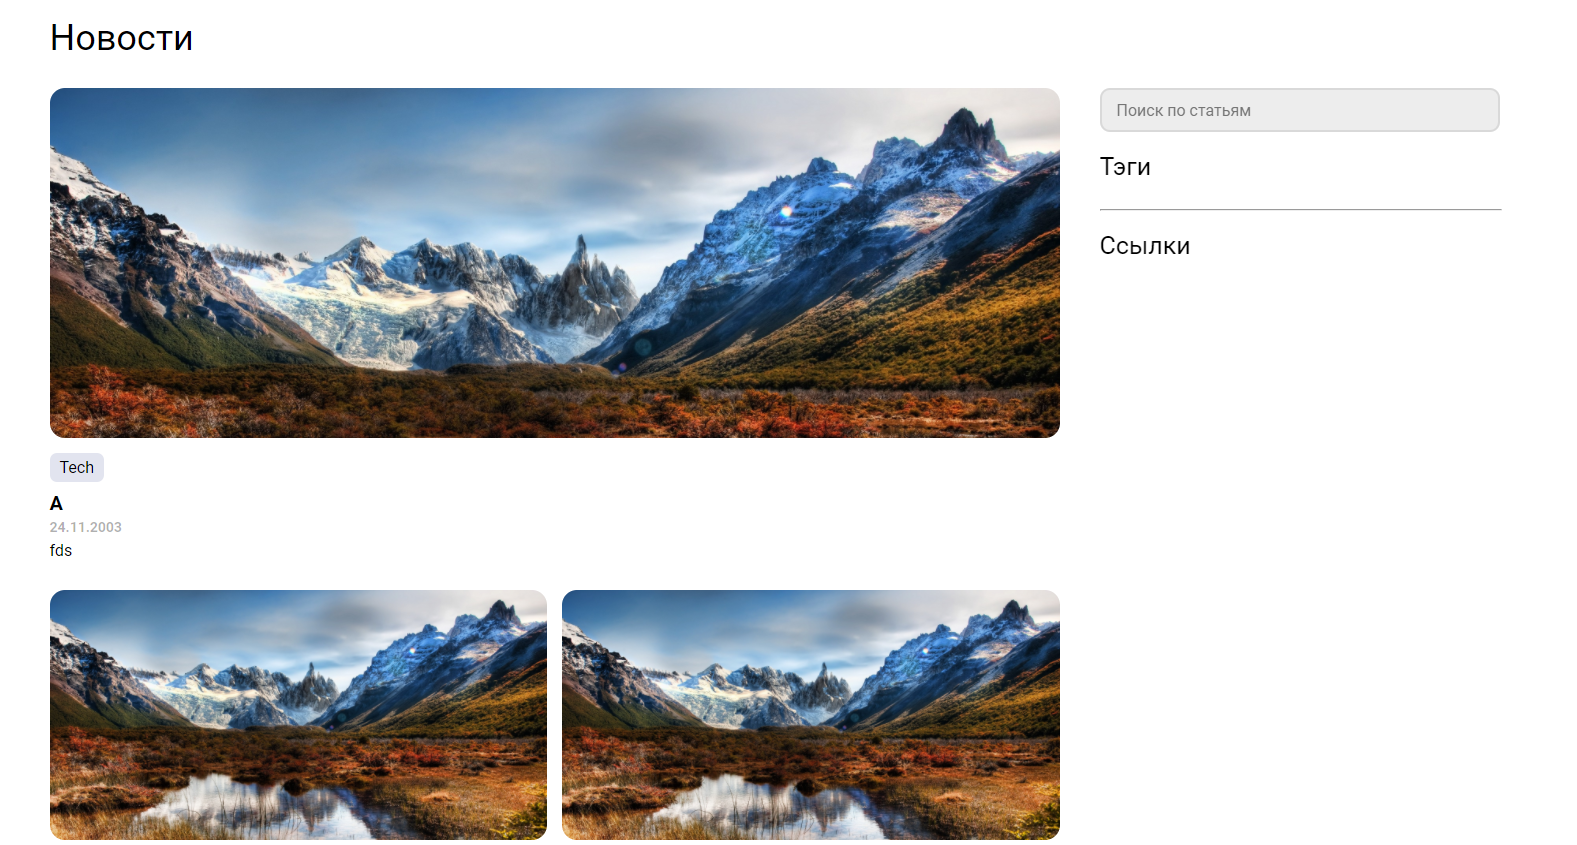 Новости
Поиск по статьям
Тэги
Ссылки
Tech
A
24.11.2003
fds